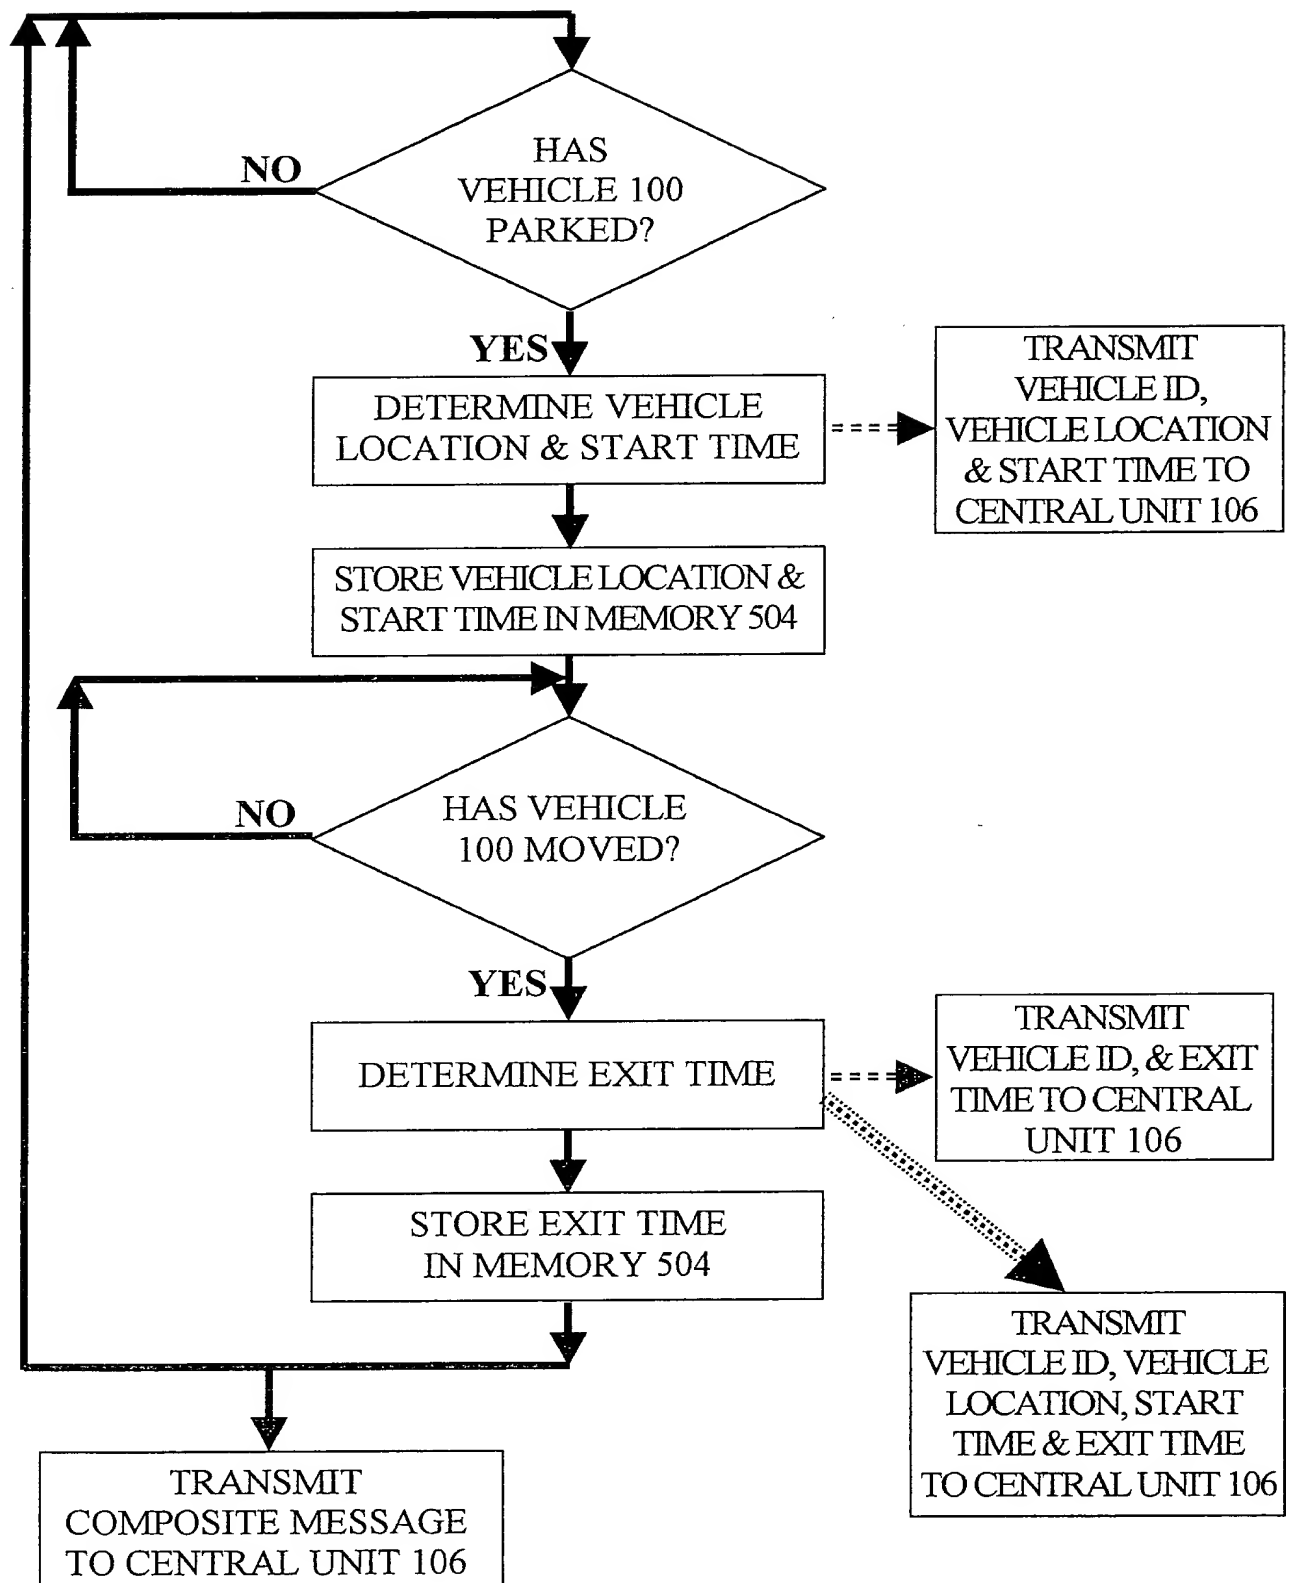 HAS
VEHICLE 100
PARKED?
NO
YES
DETERMINE VEHICLE
LOCATION & START TIME
TRANSMIT
VEHICLE ID,
VEHICLE LOCATION
& START TIME TO
CENTRAL UNIT 106
STORE VEHICLE LOCATION &
START TIME IN MEMORY 504
HAS VEHICLE
100 MOVED?
NO
YES
DETERMINE EXIT TIME
TRANSMIT
VEHICLE ID, & EXIT
TIME TO CENTRAL
UNIT 106
STORE EXIT TIME
IN MEMORY 504
TRANSMIT
VEHICLE ID, VEHICLE
LOCATION, START
TIME & EXIT TIME
TO CENTRAL UNIT 106
TRANSMIT
COMPOSITE MESSAGE
TO CENTRAL UNIT 106